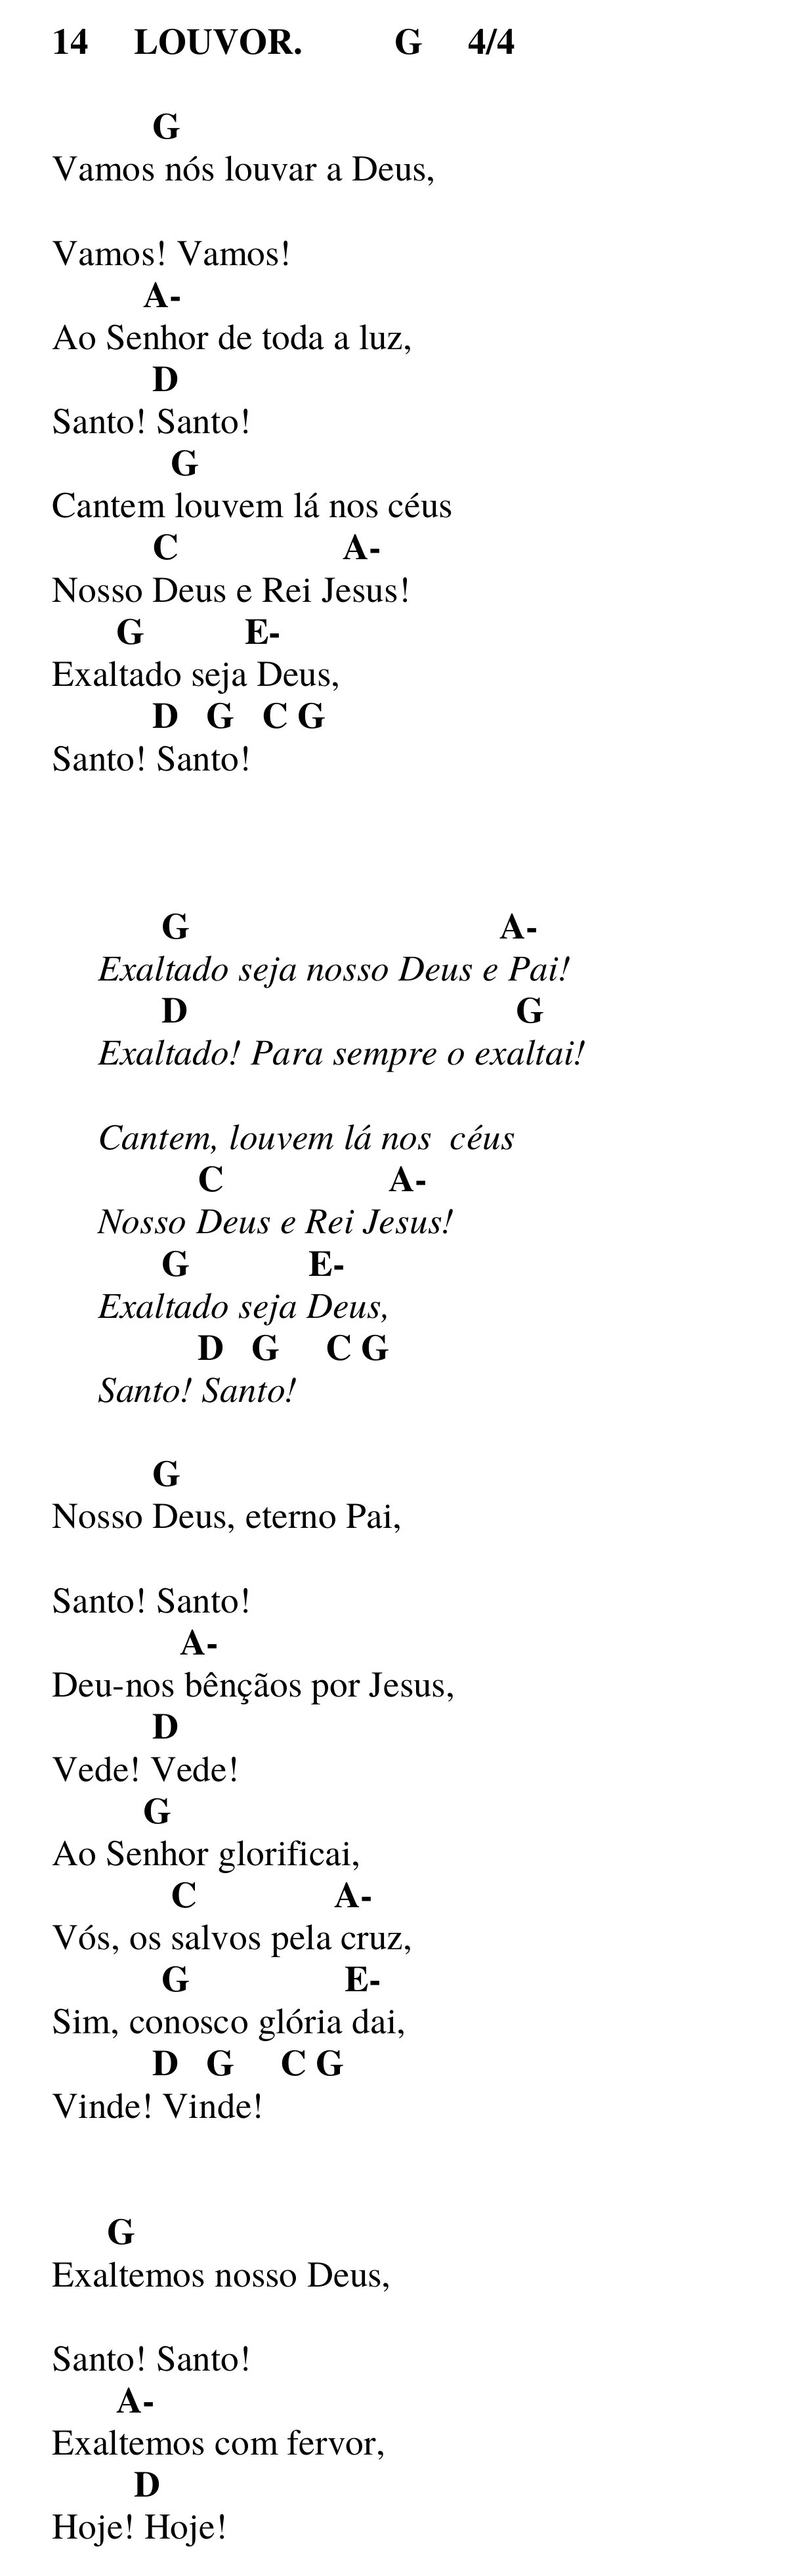 14     LOUVOR.          G     4/4
G
Vamos nós louvar a Deus,
Vamos! Vamos!
A-
Ao Senhor de toda a luz,
D
Santo! Santo!
G
Cantem louvem lá nos céus
C                  A-
Nosso Deus e Rei Jesus!
G           E-
Exaltado seja Deus,
D   G   C G
Santo! Santo!
G                                  A-
Exaltado seja nosso Deus e Pai!
D                                    G
Exaltado! Para sempre o exaltai!
Cantem, louvem lá nos  céus
C                  A-
Nosso Deus e Rei Jesus!
G             E-
Exaltado seja Deus,
D   G     C G
Santo! Santo!
G
Nosso Deus, eterno Pai,
Santo! Santo!
A-
Deu-nos bênçãos por Jesus,
D
Vede! Vede!
G
Ao Senhor glorificai,
C               A-
Vós, os salvos pela cruz,
G                 E-
Sim, conosco glória dai,
D   G     C G
Vinde! Vinde!
G
Exaltemos nosso Deus,
Santo! Santo!
A-
Exaltemos com fervor,
D
Hoje! Hoje!